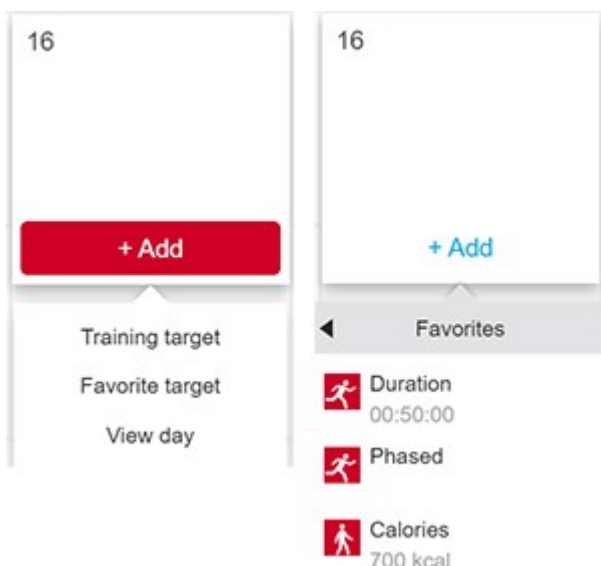 16
+ Add
Training target
Favorite target
View day
16
+ Add
Favorites
Duration
00:50:00
Phased
Calories
700 kcal